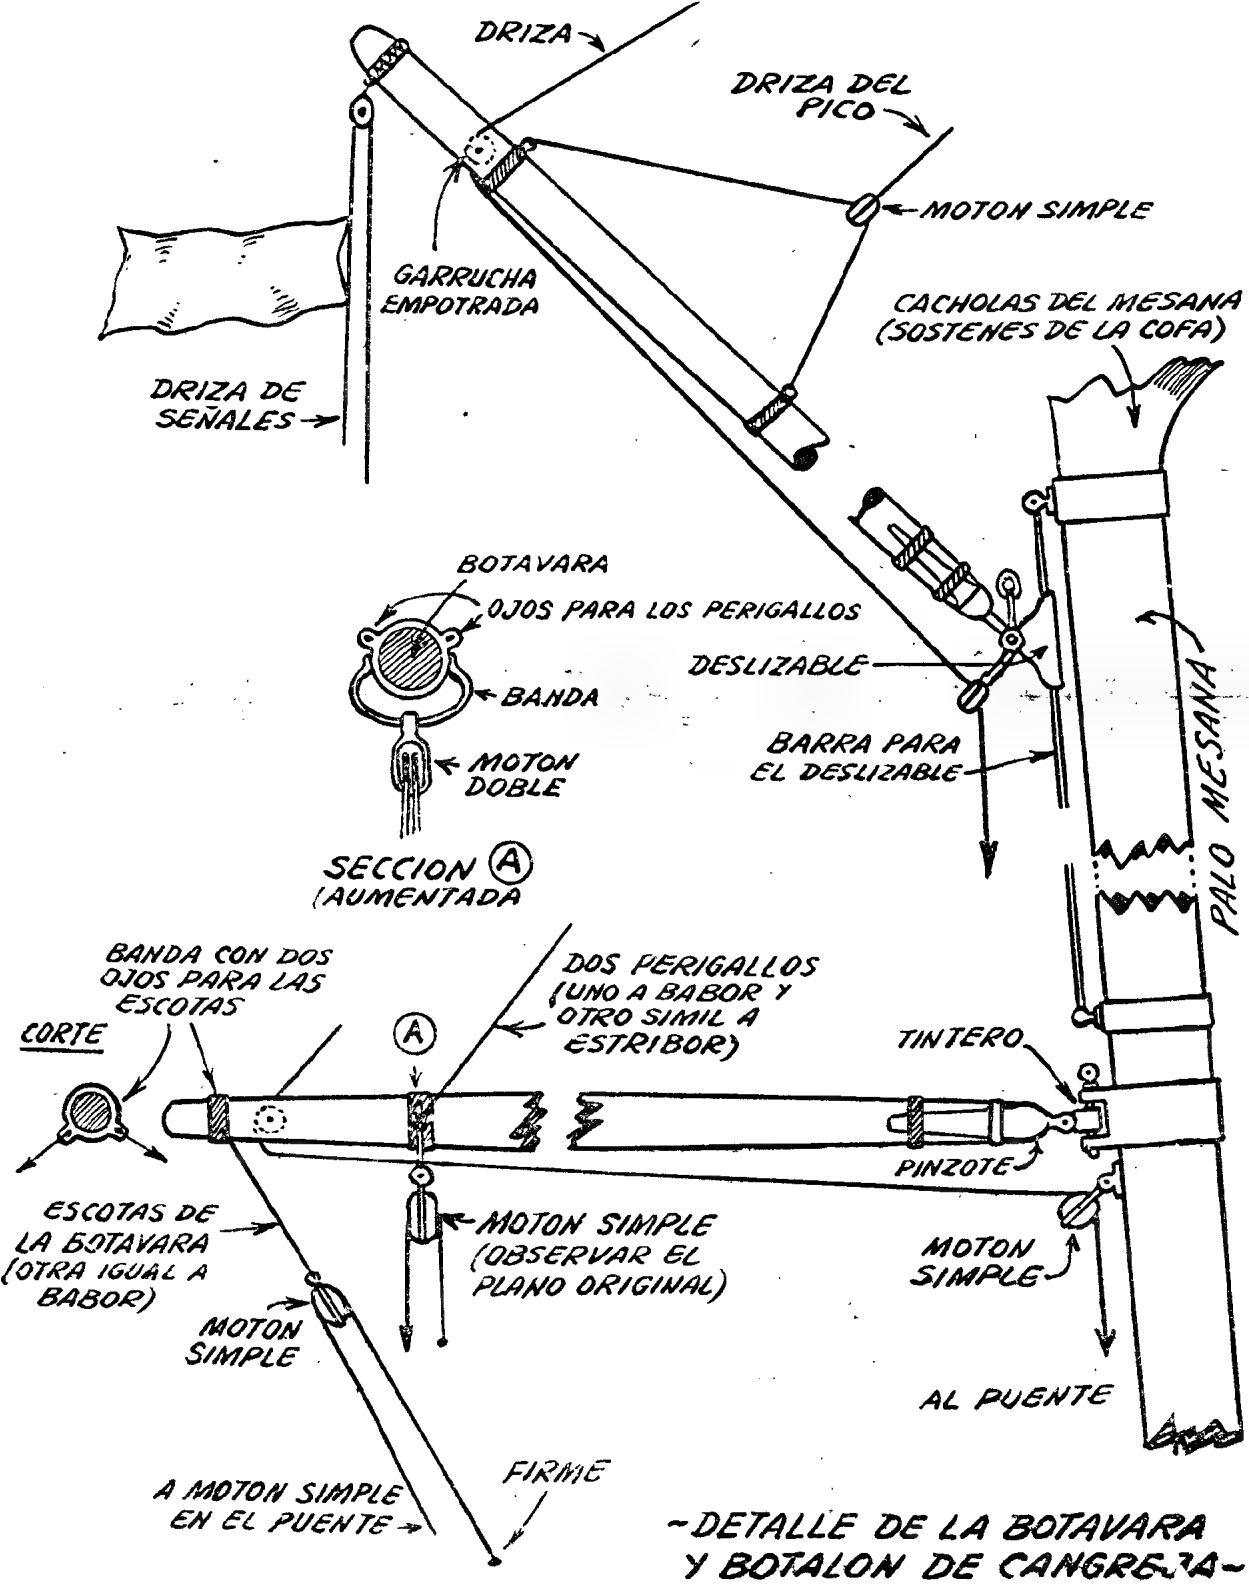 DRIZA
DRIZA DEL
PICO
MOTON SIMPLE
GARRUCHA
EMPOTRADA
CACHOLAS DEL MESANA
(SOSTENES DE LA COFA)
DRIZA DE
SEÑALES
BOTAVARA
OJOS PARA LOS PERIGALLOS
DESLIZABLE
BANDA
PALO MESANA
BARRA PARA
EL DESLIZABLE
MOTON
DOBLE
SECCION A
(AUMENTADA
BANDA CON DOS
OJOS PARA LAS
ESCOTAS
DOS PERIGALLOS
(UNO A BABOR Y
OTRO SIMIL A
ESTRIBOR)
CORTE
A
TINTERO
PINZOTE
ESCOTAS DE
LA BOTAVARA
(OTRA IGUAL A
BABOR)
MOTON SIMPLE
(OBSERVAR EL
PLANO ORIGINAL)
MOTON
SIMPLE
MOTON
SIMPLE
AL PUENTE
A MOTON SIMPLE
EN EL PUENTE
FIRME
~DETALLE DE LA BOTAVARA
Y BOTALON DE CANGREJA~